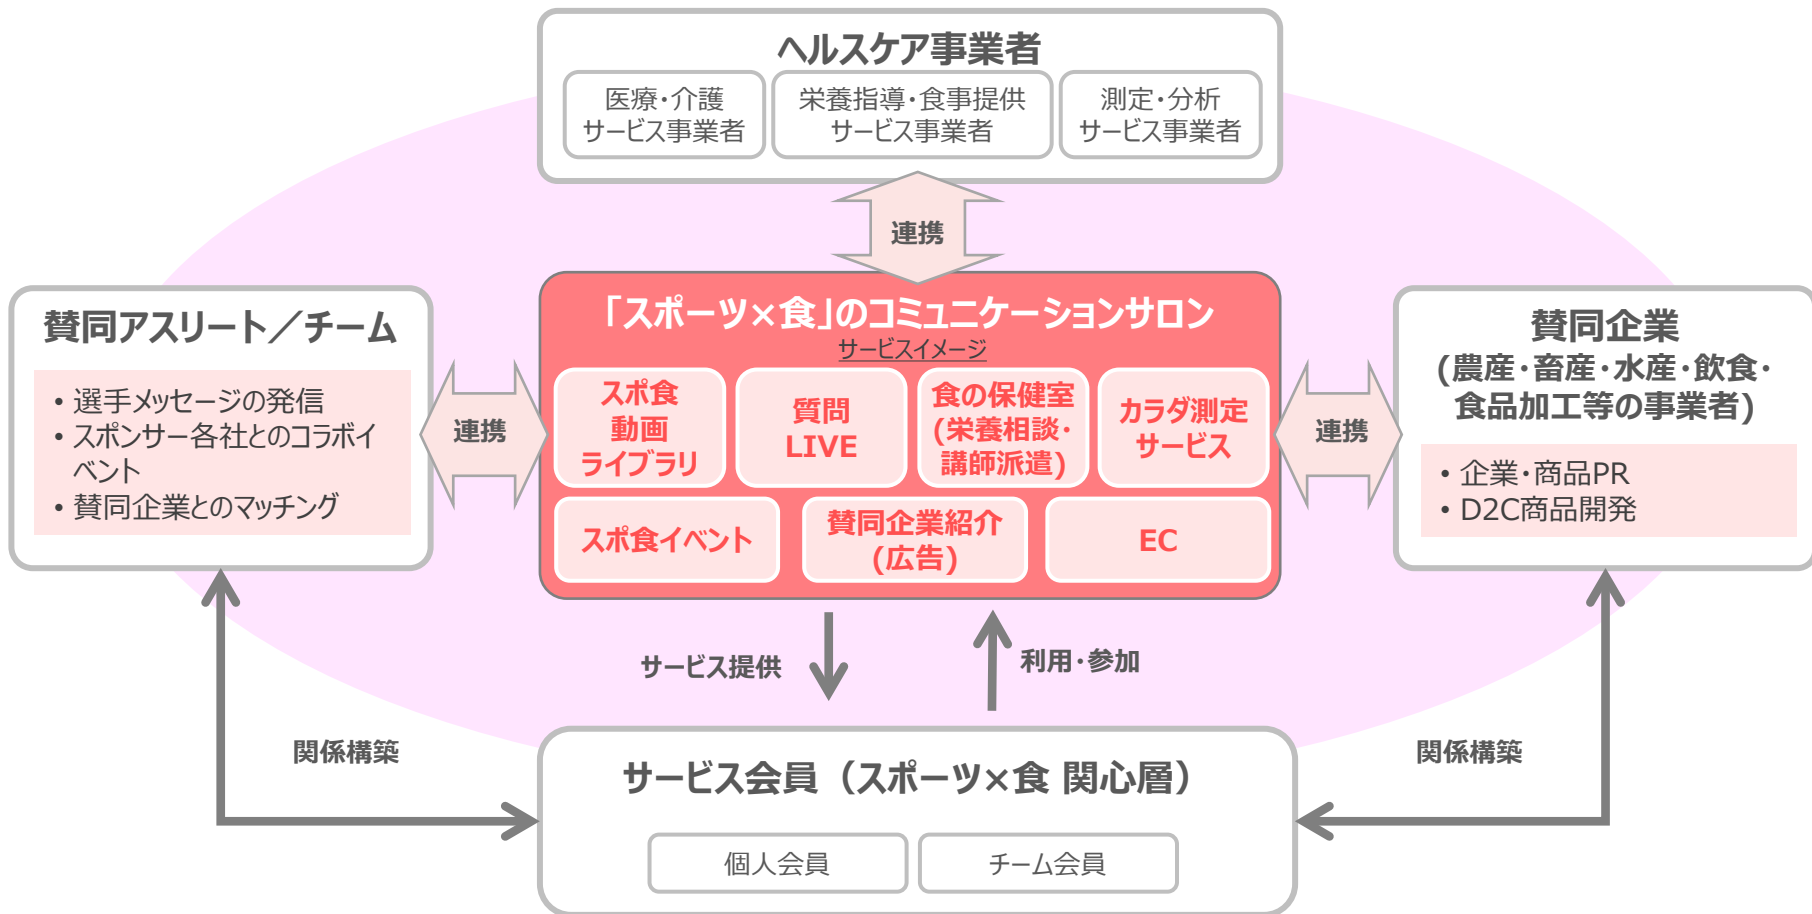 ヘルスケア事業者
医療・介護
サービス事業者
栄養指導・食事提供
サービス事業者
測定・分析
サービス事業者
連携
「スポーツ×食」のコミュニケーションサロン
サービスイメージ
スポ食
動画
ライブラリ
質問
LIVE
食の保健室
(栄養相談・
講師派遣)
カラダ測定
サービス
スポ食イベント
賛同企業紹介
(広告)
EC
賛同アスリート／チーム
• 選手メッセージの発信
• スポンサー各社とのコラボイ
ベント
• 賛同企業とのマッチング
連携
連携
賛同企業
(農産・畜産・水産・飲食・
食品加工等の事業者)
• 企業・商品PR
• D2C商品開発
サービス提供
利用・参加
関係構築
関係構築
サービス会員（スポーツ×食 関心層）
個人会員
チーム会員